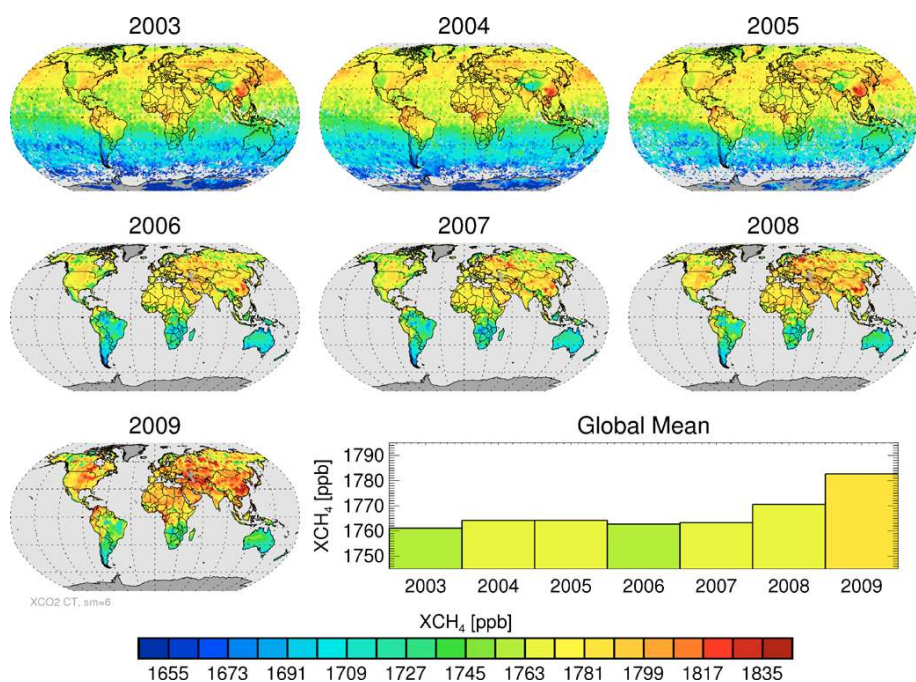 2003 2004 2005
2006 2007 2008
2009
Global Mean
XCH₄ [ppb]
1790
1780
1770
1760
1750
2003 2004 2005 2006 2007 2008 2009
XCO2 CT, sm=6
XCH₄ [ppb]
1655 1673 1691 1709 1727 1745 1763 1781 1799 1817 1835